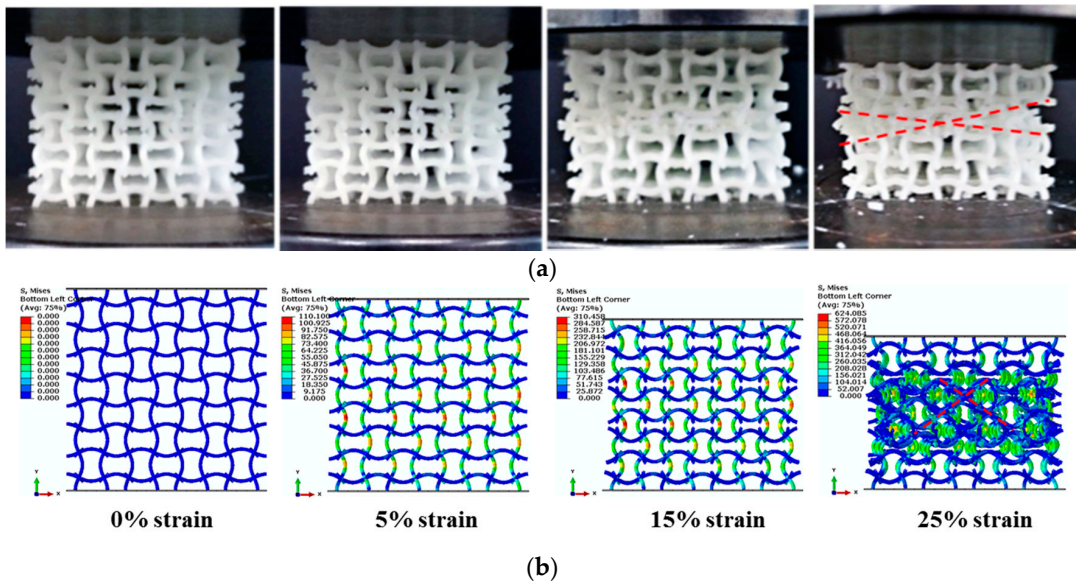 (a)
S, Mises
Bottom Left Corner
(Avg: 75%)
0.000
0.000
0.000
0.000
0.000
0.000
0.000
0.000
0.000
0.000
0.000
0.000
0.000
Y
X
S, Mises
Bottom Left Corner
(Avg: 75%)
110.100
100.925
91.750
82.575
73.400
64.225
55.050
45.875
36.700
27.525
18.350
9.175
0.000
Y
X
S, Mises
Bottom Left Corner
(Avg: 75%)
310.458
284.587
258.715
232.844
206.972
181.101
155.229
129.358
103.486
77.615
51.743
25.872
0.000
Y
X
S, Mises
Bottom Left Corner
(Avg: 75%)
624.085
572.078
520.071
468.064
416.056
364.049
312.042
260.035
208.028
156.021
104.014
52.007
0.000
Y
X
0% strain
5% strain
15% strain
25% strain
(b)